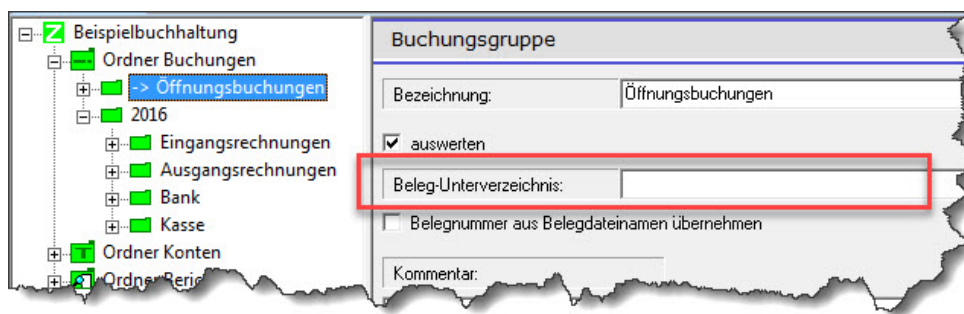 Beispielbuchhaltung
Ordner Buchungen
-> Öffnungsbuchungen
2016
Eingangsrechnungen
Ausgangsrechnungen
Bank
Kasse
Ordner Konten
Ordner
Buchungsgruppe
Bezeichnung: Öffnungsbuchungen
auswerten
Beleg-Unterverzeichnis:
Belegnummer aus Belegdateinamen übernehmen
Kommentar: